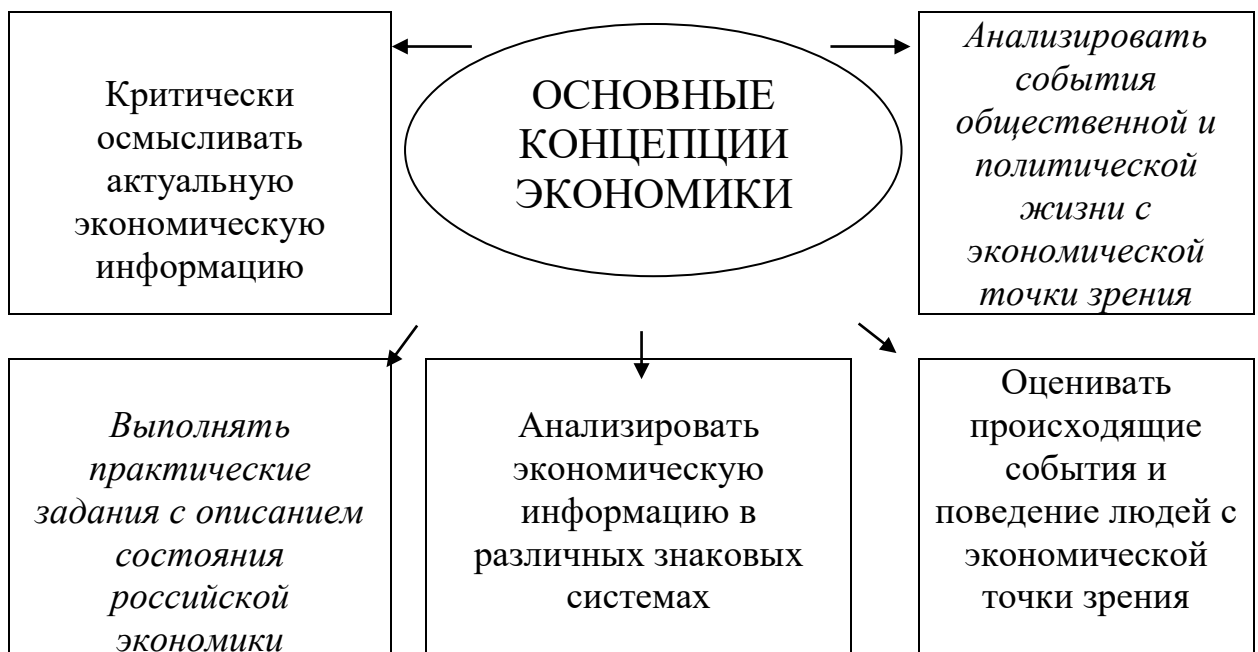 Критически
осмысливать
актуальную
экономическую
информацию
ОСНОВНЫЕ
КОНЦЕПЦИИ
ЭКОНОМИКИ
Анализировать
события
общественной и
политической
жизни с
экономической
точки зрения
Выполнять
практические
задания с описанием
состояния
российской
экономики
Анализировать
экономическую
информацию в
различных знаковых
системах
Оценивать
происходящие
события и
поведение людей с
экономической
точки зрения